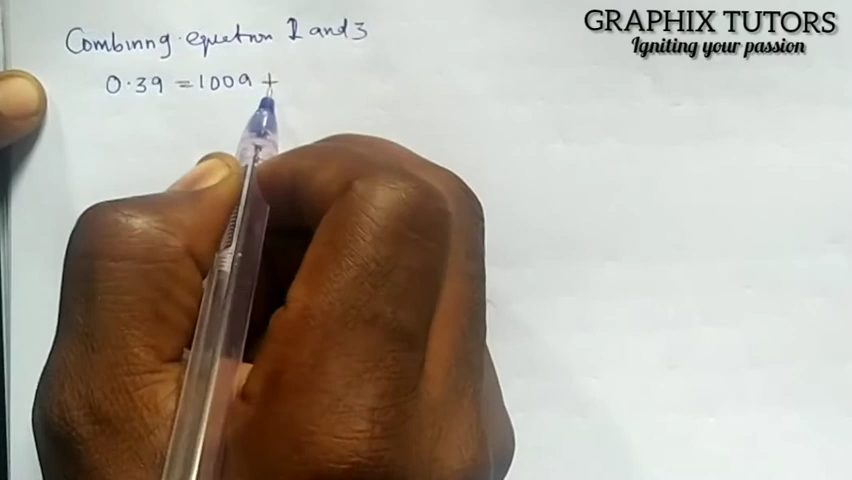 GRAPHIX TUTORS
Igniting your passion
Combining equation 1 and 3
0.39 = 100a +